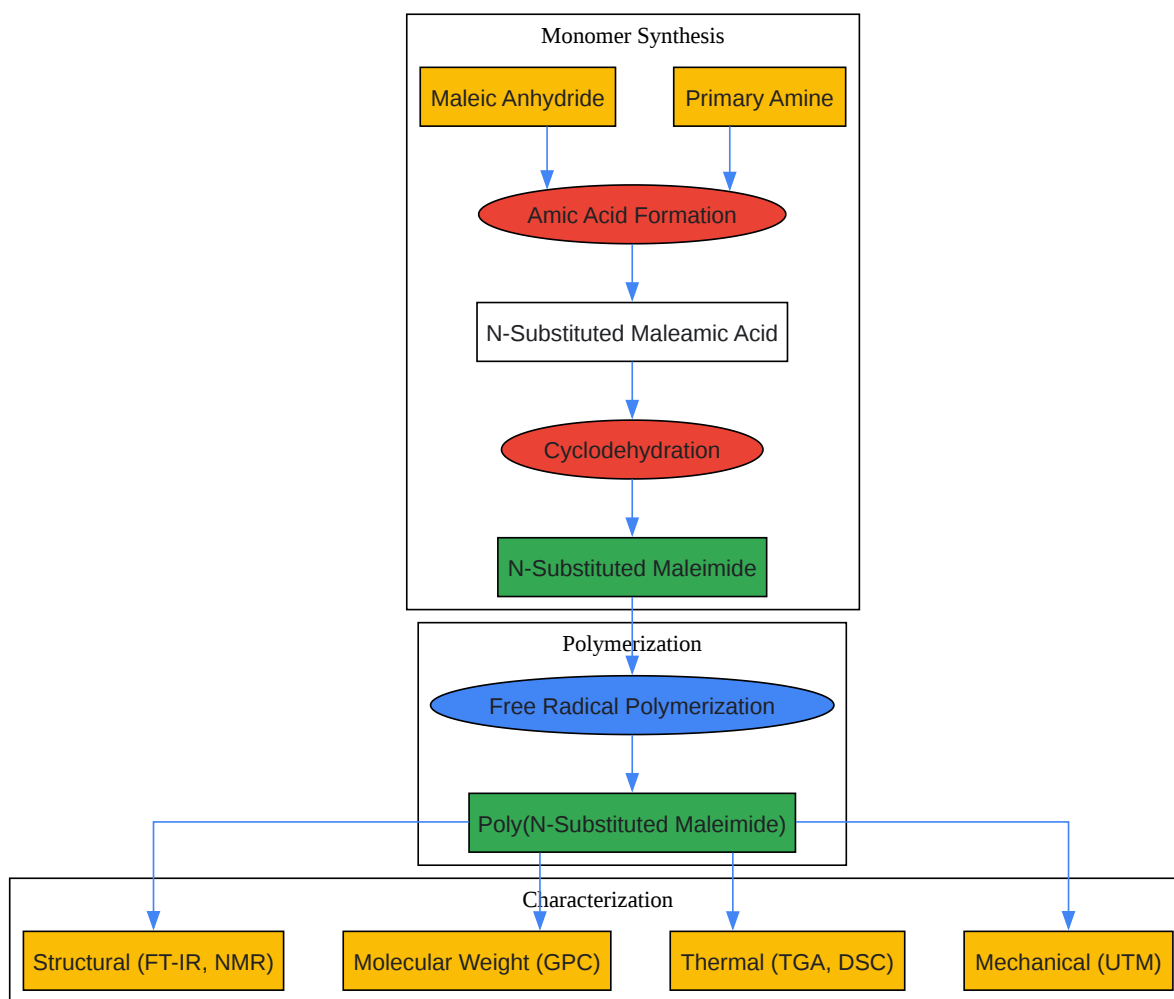 Monomer Synthesis
Maleic Anhydride
Primary Amine
Amic Acid Formation
N-Substituted Maleamic Acid
Cyclodehydration
N-Substituted Maleimide
Polymerization
Free Radical Polymerization
Poly(N-Substituted Maleimide)
Characterization
Structural (FT-IR, NMR)
Molecular Weight (GPC)
Thermal (TGA, DSC)
Mechanical (UTM)